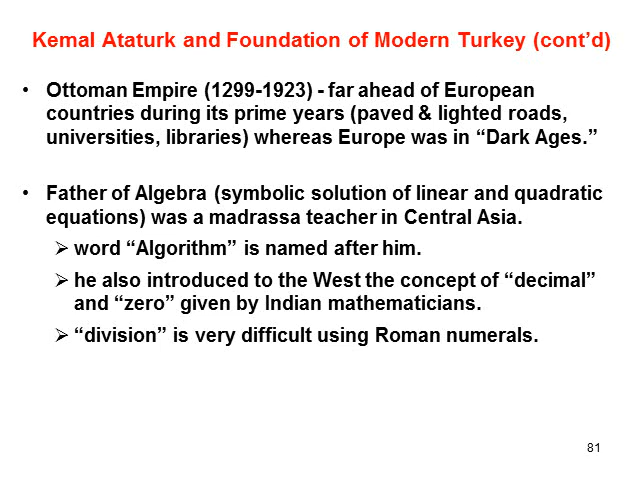 Kemal Ataturk and Foundation of Modern Turkey (cont’d)
• Ottoman Empire (1299-1923) - far ahead of European
countries during its prime years (paved & lighted roads,
universities, libraries) whereas Europe was in “Dark Ages.”
• Father of Algebra (symbolic solution of linear and quadratic
equations) was a madrassa teacher in Central Asia.
➢ word “Algorithm” is named after him.
➢ he also introduced to the West the concept of “decimal”
and “zero” given by Indian mathematicians.
➢ “division” is very difficult using Roman numerals.
81